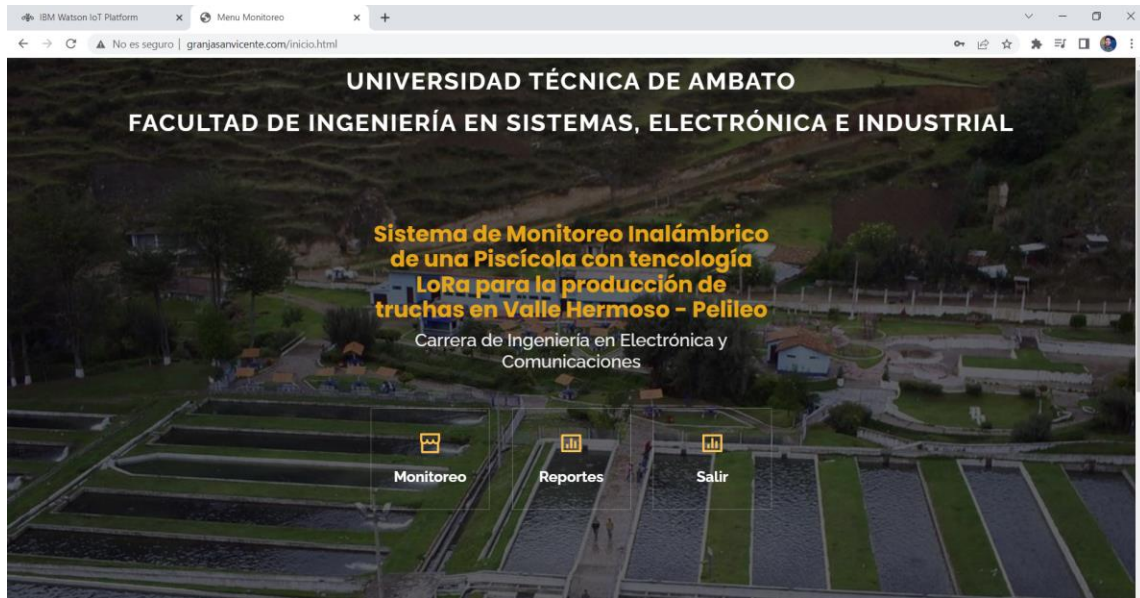 IBM Watson IoT Platform
Menu Monitoreo
No es seguro | granjasanvicente.com/inicio.html
UNIVERSIDAD TÉCNICA DE AMBATO
FACULTAD DE INGENIERÍA EN SISTEMAS, ELECTRÓNICA E INDUSTRIAL
Sistema de Monitoreo Inalámbrico
de una Piscícola con tencología
LoRa para la producción de
truchas en Valle Hermoso - Pelileo
Carrera de Ingenieria en Electrónica y
Comunicaciones
Monitoreo
Reportes
Salir